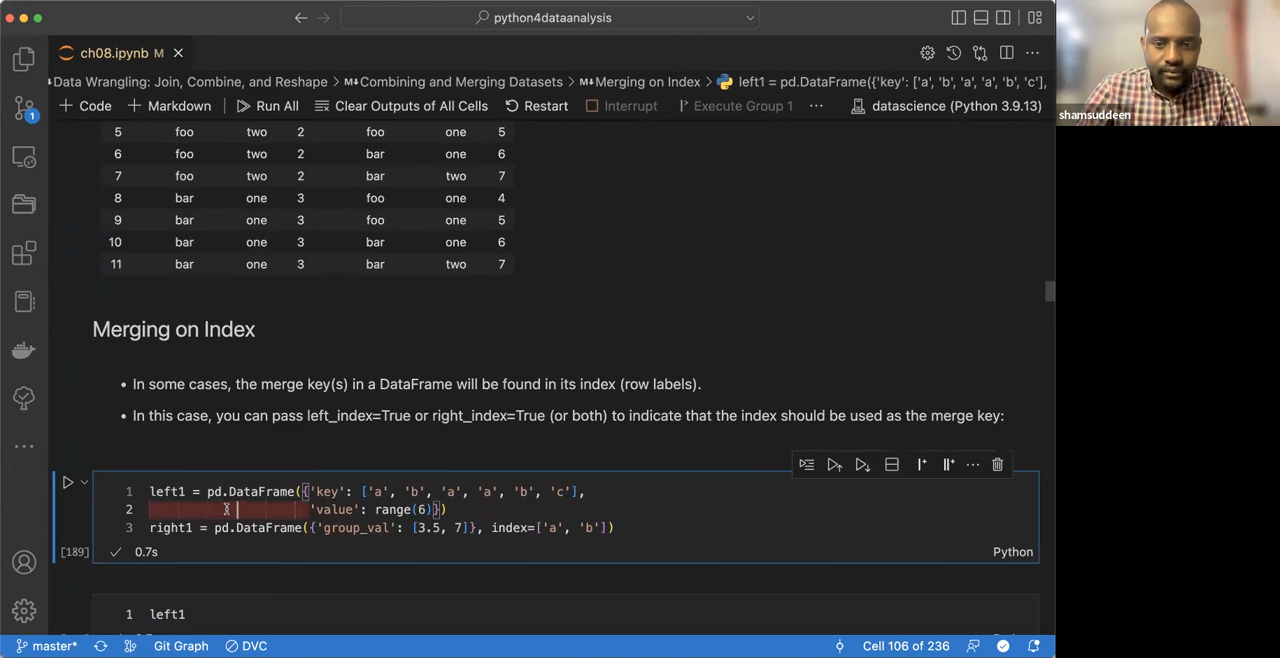 python4dataanalysis
ch08.ipynb M
Data Wrangling: Join, Combine, and Reshape > M↓Combining and Merging Datasets > M↓Merging on Index > left1 = pd.DataFrame({'key': ['a', 'b', 'a', 'a', 'b', 'c'],
+ Code + Markdown Run All Clear Outputs of All Cells Restart Interrupt Execute Group 1 ... datascience (Python 3.9.13)
shamsuddeen
5 foo two 2 foo one 5
6 foo two 2 bar one 6
7 foo two 2 bar two 7
8 bar one 3 foo one 4
9 bar one 3 foo one 5
10 bar one 3 bar one 6
11 bar one 3 bar two 7
1
Merging on Index
• In some cases, the merge key(s) in a DataFrame will be found in its index (row labels).
• In this case, you can pass left_index=True or right_index=True (or both) to indicate that the index should be used as the merge key:
1 left1 = pd.DataFrame({'key': ['a', 'b', 'a', 'a', 'b', 'c'],
2 'value': range(6)})
3 right1 = pd.DataFrame({'group_val': [3.5, 7]}, index=['a', 'b'])
[189] 0.7s Python
1 left1
master* Git Graph DVC Cell 106 of 236